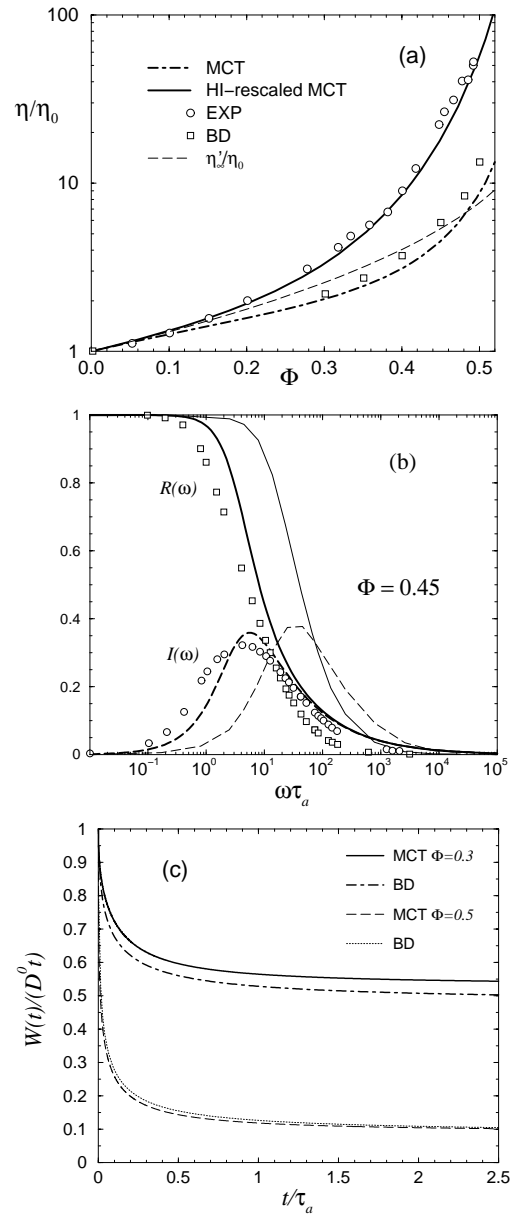 100
10
1
η/η₀
(a)
MCT
HI−rescaled MCT
EXP
BD
η'∞/η₀
0.0 0.1 0.2 0.3 0.4 0.5
Φ
1
0.8
0.6
0.4
0.2
0
(b)
R(ω)
Φ = 0.45
I(ω)
10⁻¹ 10⁰ 10¹ 10² 10³ 10⁴ 10⁵
ωτₐ
1
0.9
0.8
0.7
0.6
0.5
0.4
0.3
0.2
0.1
0
W(t)/(D⁰t)
(c)
MCT Φ=0.3
BD
MCT Φ=0.5
BD
0 0.5 1 1.5 2 2.5
t/τₐ